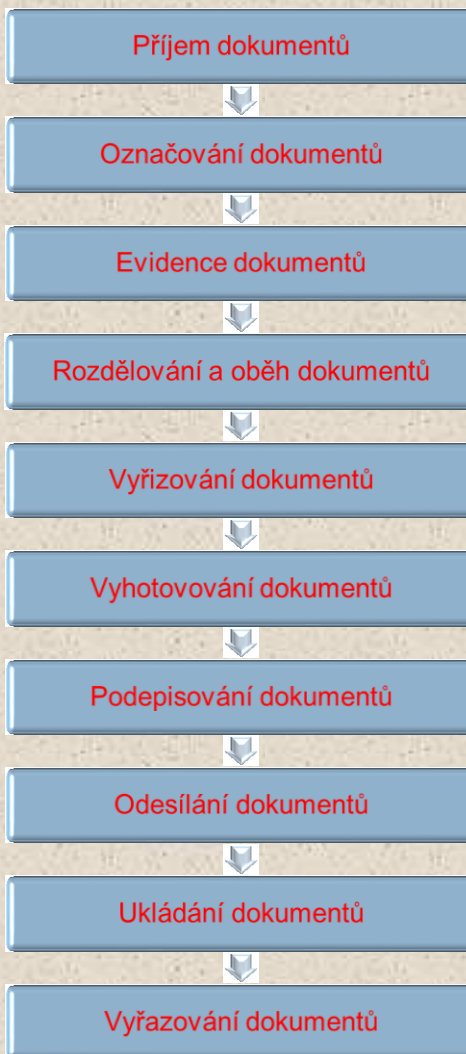 Příjem dokumentů
Označování dokumentů
Evidence dokumentů
Rozdělování a oběh dokumentů
Vyřizování dokumentů
Vyhotovování dokumentů
Podepisování dokumentů
Odesílání dokumentů
Ukládání dokumentů
Vyřazování dokumentů